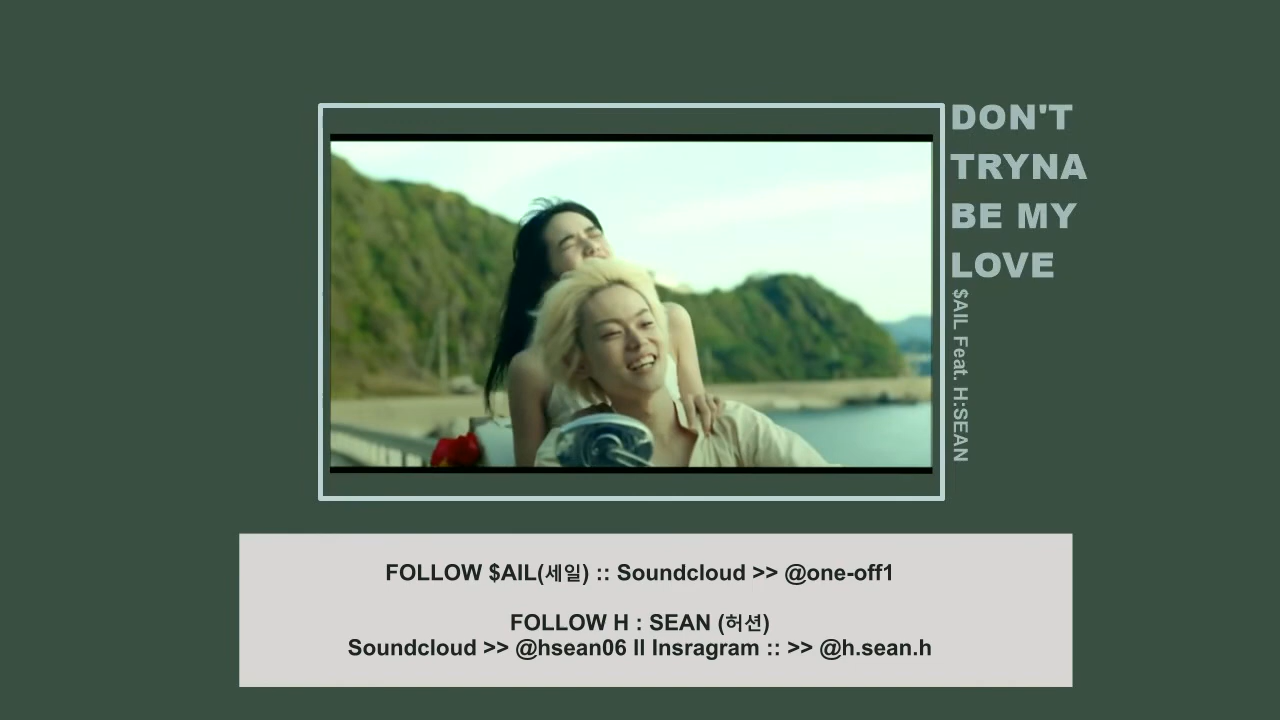 DON'T
TRYNA
BE MY
LOVE
$AIL Feat. H:SEAN
FOLLOW $AIL(세일) :: Soundcloud >> @one-off1
FOLLOW H : SEAN (허션)
Soundcloud >> @hsean06 ll Insragram :: >> @h.sean.h